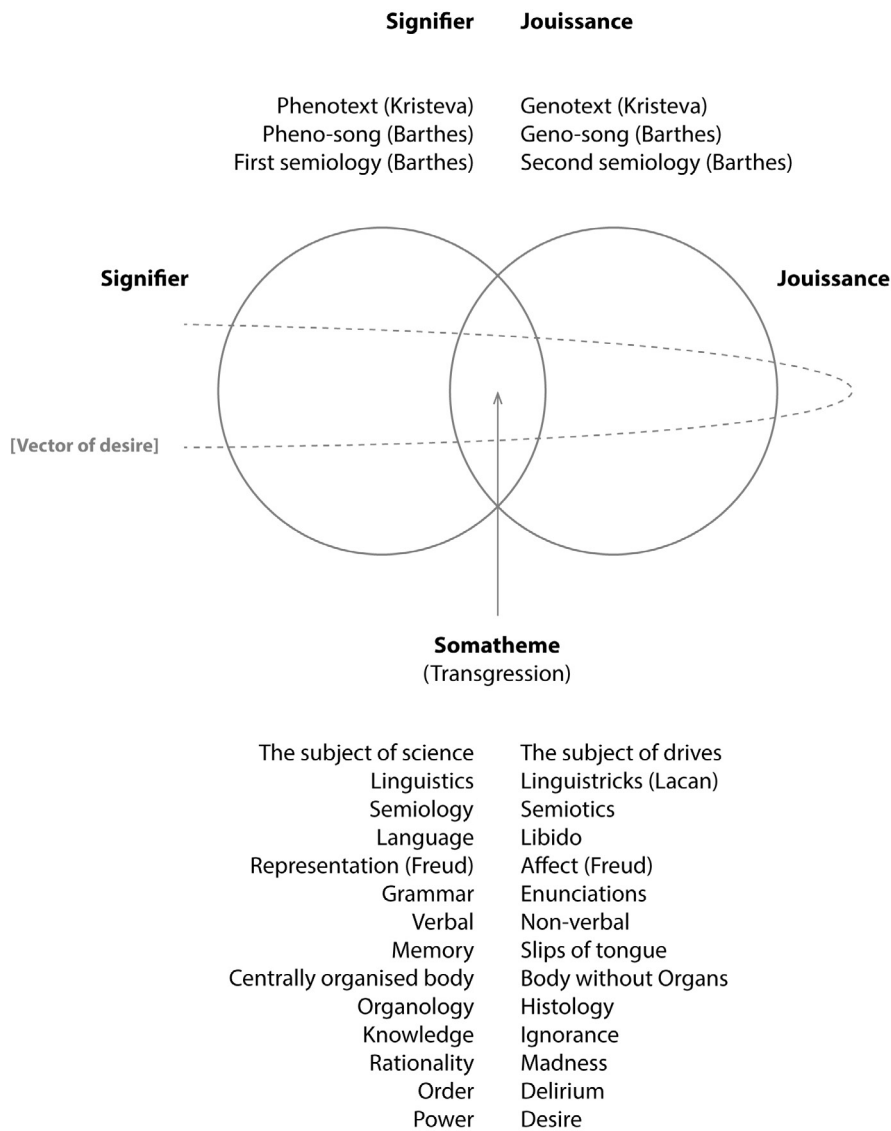 Signifier Jouissance
Phenotext (Kristeva) Genotext (Kristeva)
Pheno-song (Barthes) Geno-song (Barthes)
First semiology (Barthes) Second semiology (Barthes)
Signifier Jouissance
[Vector of desire]
Somatheme
(Transgression)
The subject of science The subject of drives
Linguistics Linguistricks (Lacan)
Semiology Semiotics
Language Libido
Representation (Freud) Affect (Freud)
Grammar Enunciations
Verbal Non-verbal
Memory Slips of tongue
Centrally organised body Body without Organs
Organology Histology
Knowledge Ignorance
Rationality Madness
Order Delirium
Power Desire